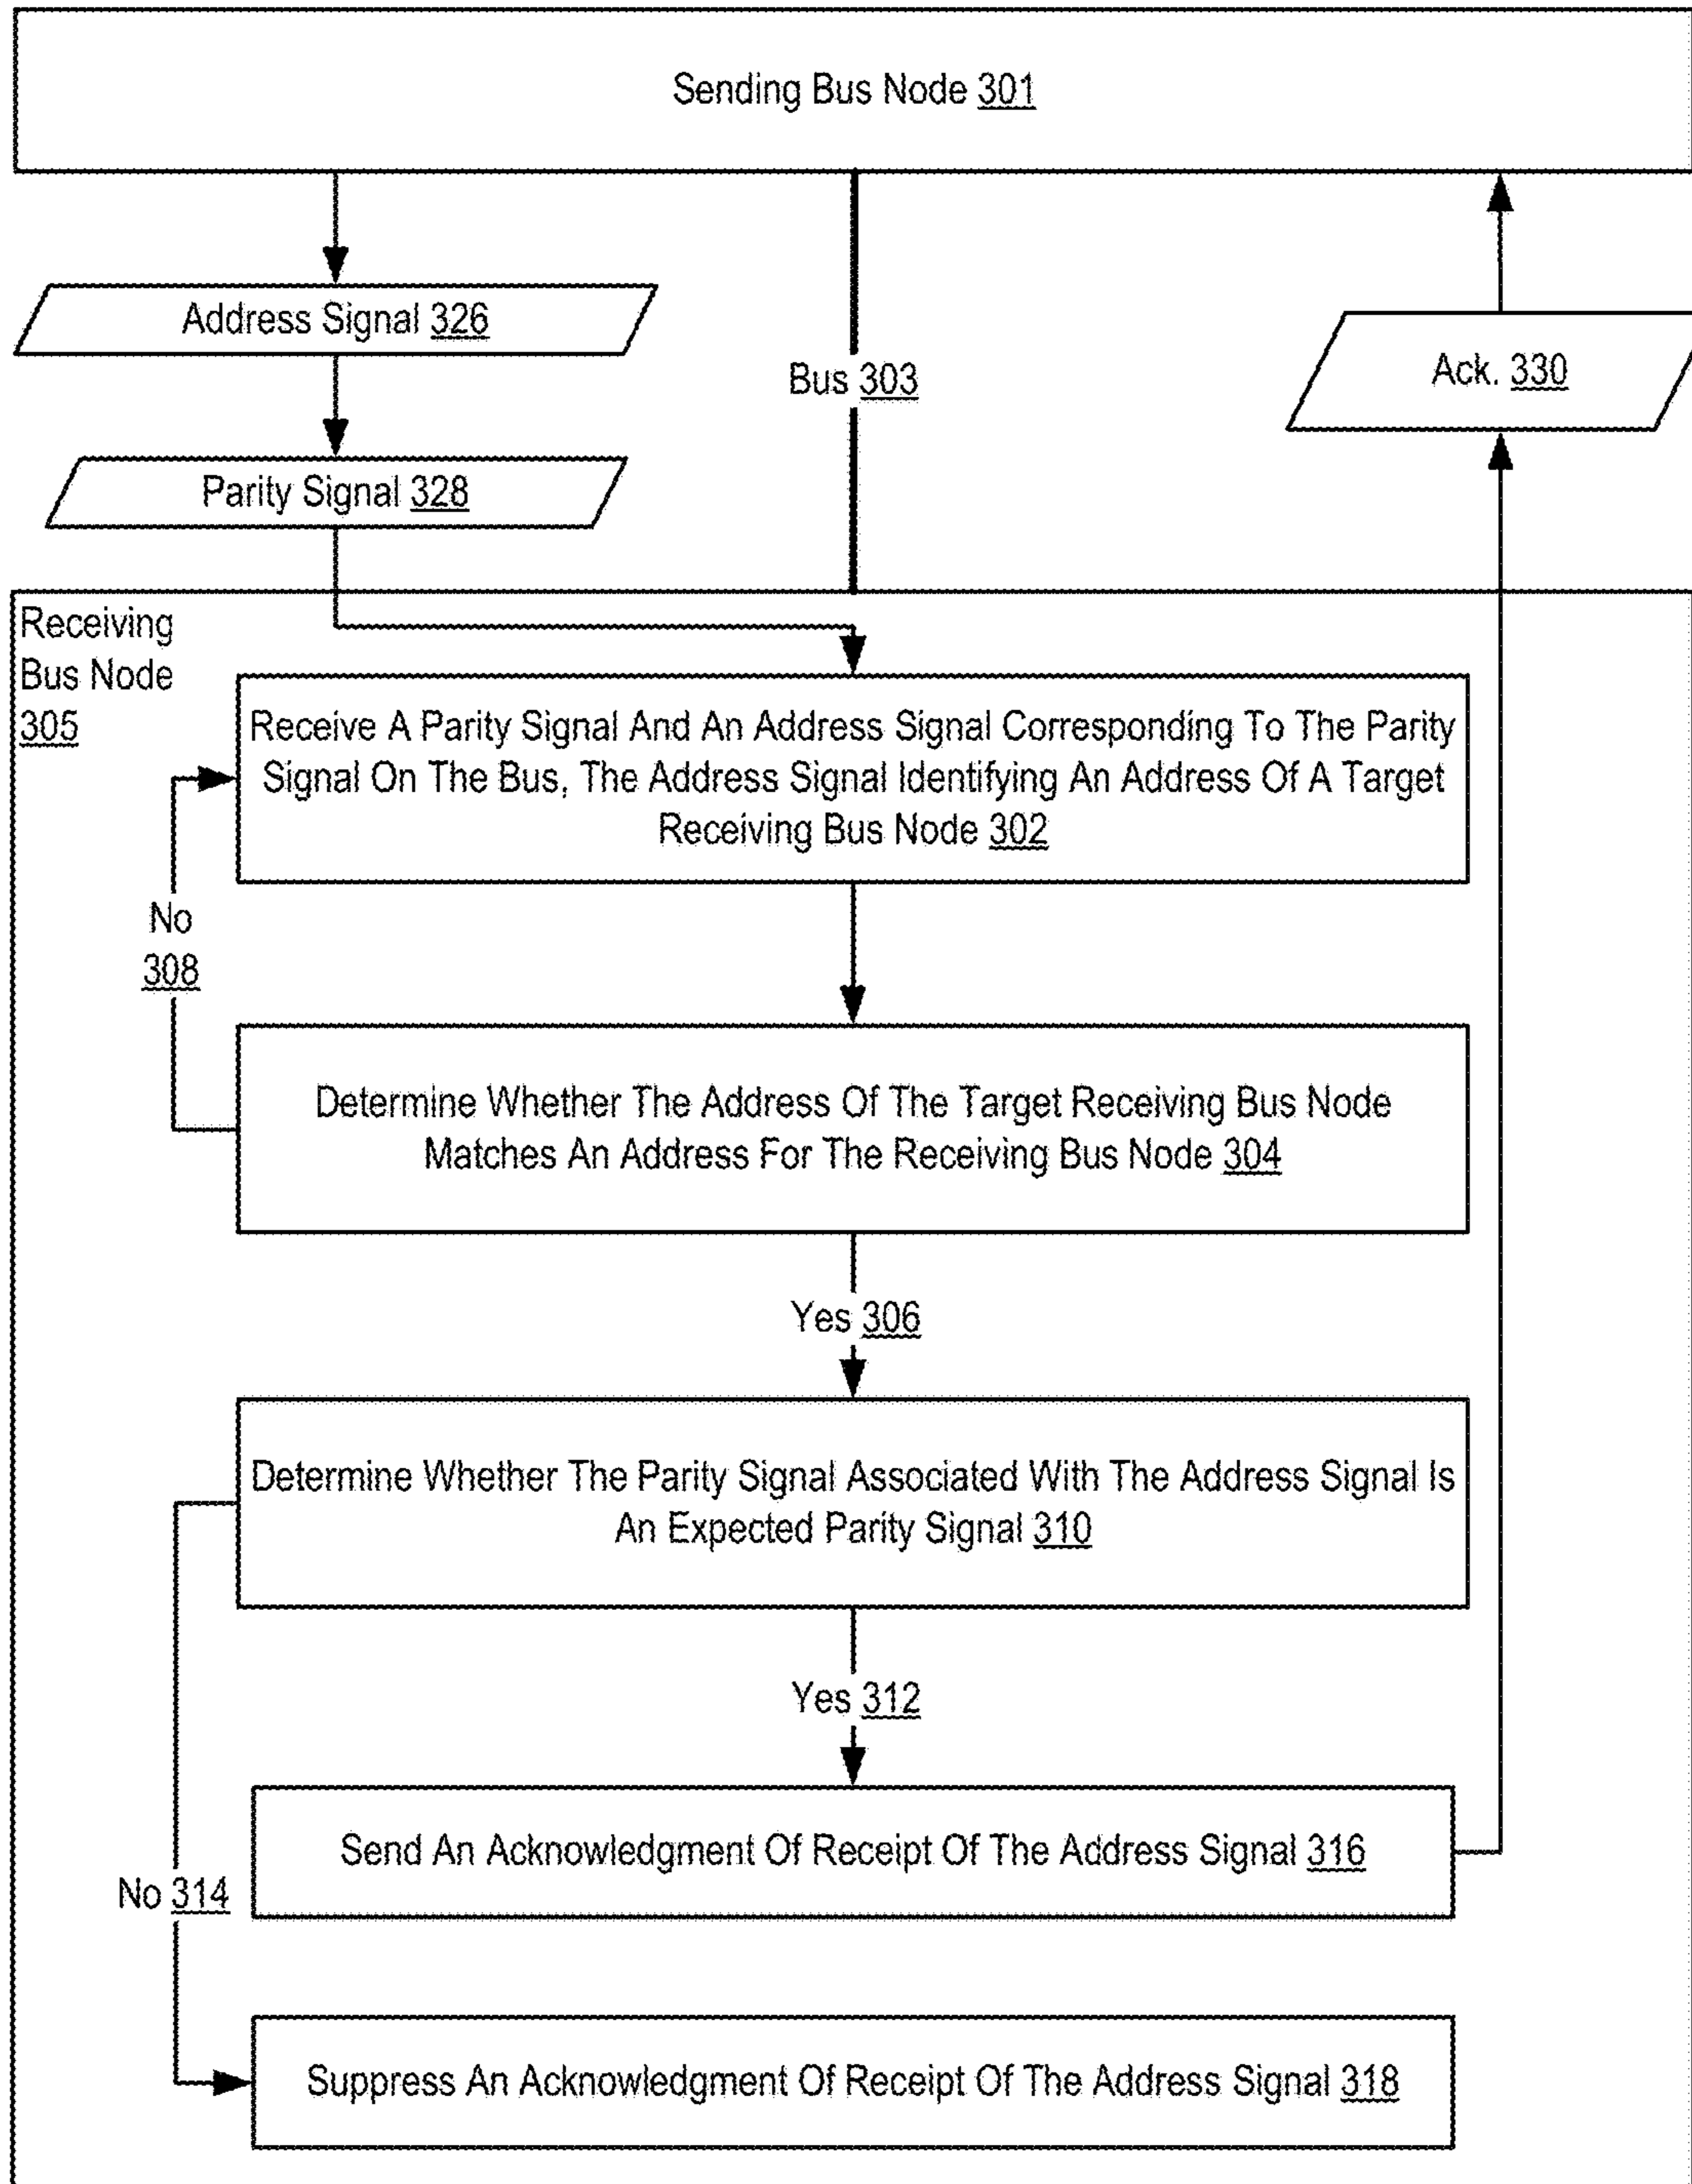 Sending Bus Node 301
Address Signal 326
Bus 303
Ack. 330
Parity Signal 328
Receiving
Bus Node
305
Receive A Parity Signal And An Address Signal Corresponding To The Parity
Signal On The Bus, The Address Signal Identifying An Address Of A Target
Receiving Bus Node 302
No
308
Determine Whether The Address Of The Target Receiving Bus Node
Matches An Address For The Receiving Bus Node 304
Yes 306
Determine Whether The Parity Signal Associated With The Address Signal Is
An Expected Parity Signal 310
Yes 312
Send An Acknowledgment Of Receipt Of The Address Signal 316
No 314
Suppress An Acknowledgment Of Receipt Of The Address Signal 318